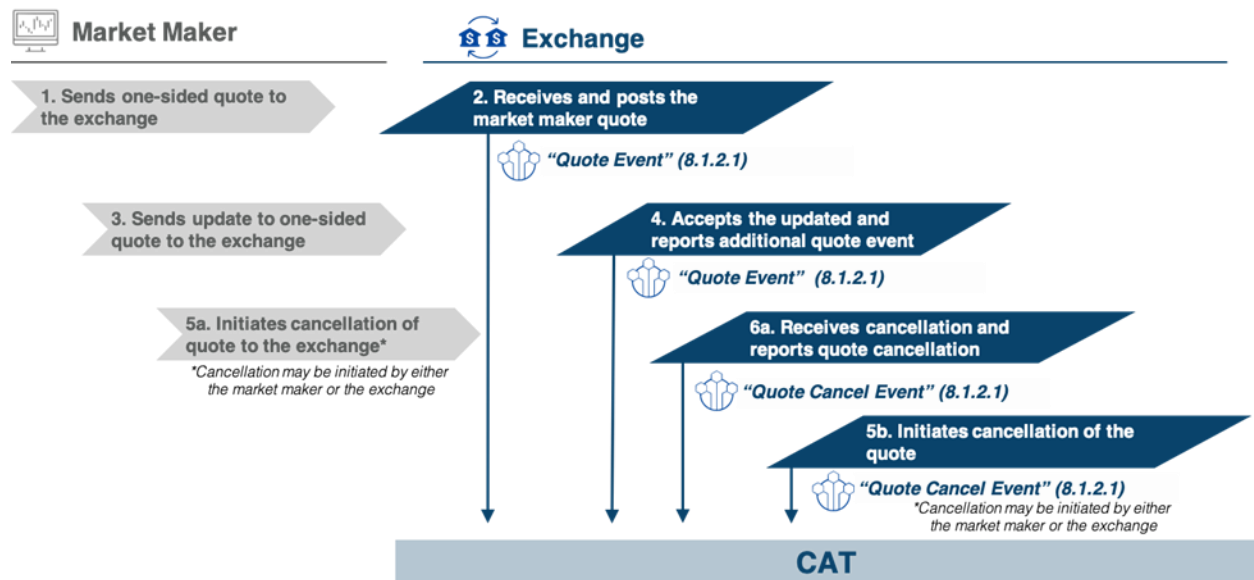 Market Maker
Exchange
1. Sends one-sided quote to
the exchange
2. Receives and posts the
market maker quote
“Quote Event” (8.1.2.1)
3. Sends update to one-sided
quote to the exchange
4. Accepts the updated and
reports additional quote event
“Quote Event” (8.1.2.1)
5a. Initiates cancellation of
quote to the exchange*
*Cancellation may be initiated by either
the market maker or the exchange
6a. Receives cancellation and
reports quote cancellation
“Quote Cancel Event” (8.1.2.1)
5b. Initiates cancellation of the
quote
“Quote Cancel Event” (8.1.2.1)
*Cancellation may be initiated by either
the market maker or the exchange
CAT